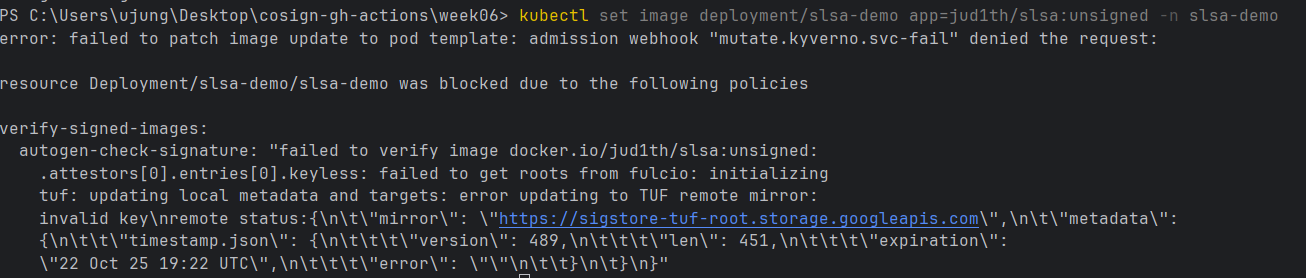 PS C:\Users\ujung\Desktop\cosign-gh-actions\week06> kubectl set image deployment/slsa-demo app=jud1th/slsa:unsigned -n slsa-demo
error: failed to patch image update to pod template: admission webhook "mutate.kyverno.svc-fail" denied the request:
resource Deployment/slsa-demo/slsa-demo was blocked due to the following policies
verify-signed-images:
autogen-check-signature: "failed to verify image docker.io/jud1th/slsa:unsigned:
.attestors[0].entries[0].keyless: failed to get roots from fulcio: initializing
tuf: updating local metadata and targets: error updating to TUF remote mirror:
invalid key\nremote status:{\n\t\"mirror\": \"https://sigstore-tuf-root.storage.googleapis.com\",\n\t\"metadata\":
{\n\t\t\"timestamp.json\": {\n\t\t\t\"version\": 489,\n\t\t\t\"len\": 451,\n\t\t\t\"expiration\":
\"22 Oct 25 19:22 UTC\",\n\t\t\t\"error\": \"\"\n\t\t}\n\t}\n}"